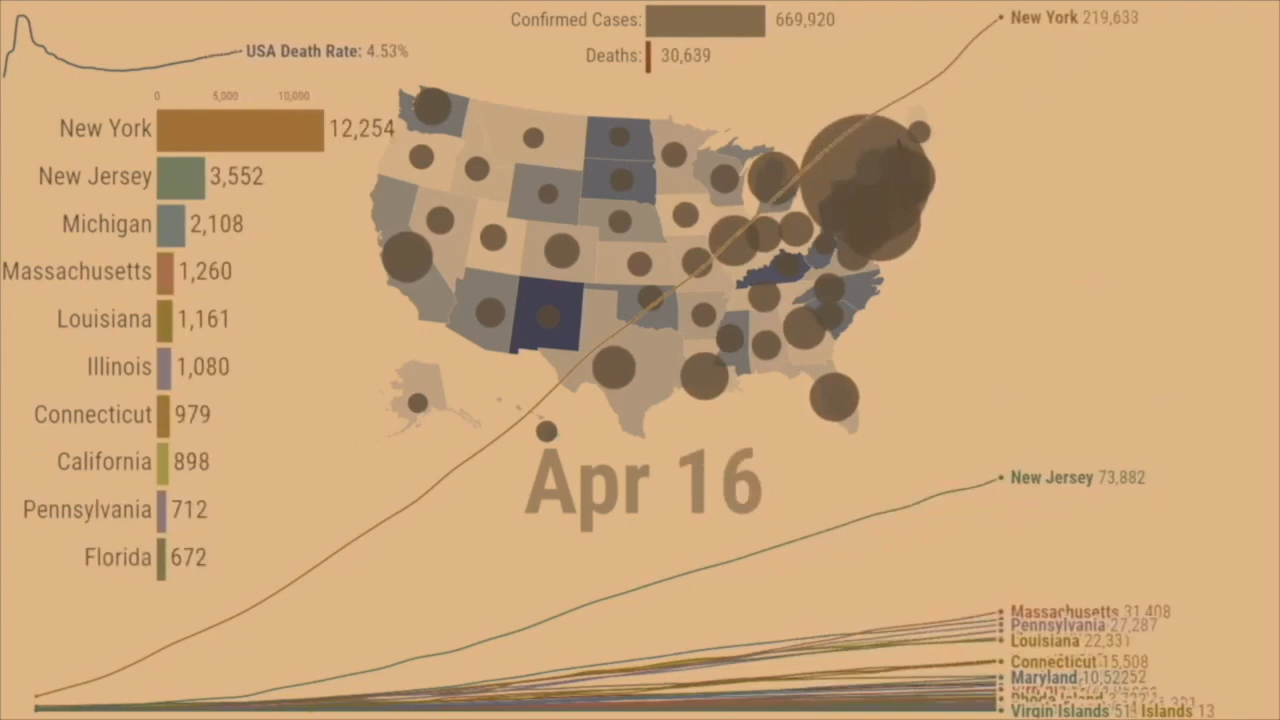 Confirmed Cases: 669,920
New York 219,633
USA Death Rate: 4.53%
Deaths: 30,639
0 5,000 10,000
New York 12,254
New Jersey 3,552
Michigan 2,108
Massachusetts 1,260
Louisiana 1,161
Illinois 1,080
Connecticut 979
California 898
Pennsylvania 712
Florida 672
Apr 16
New Jersey 73,882
Massachusetts 31,408
Pennsylvania 27,287
Louisiana 22,331
Connecticut 15,508
Maryland
Virgin Islands 51 Islands 13